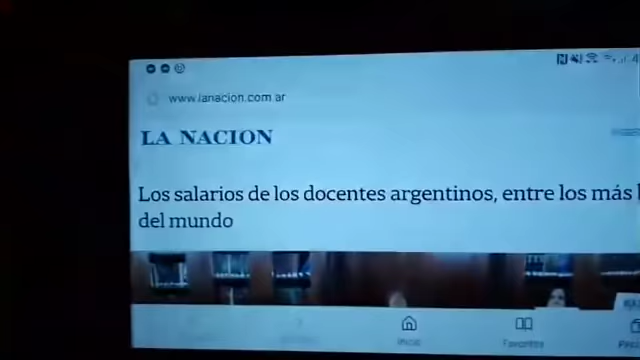 www.lanacion.com.ar
LA NACION
Los salarios de los docentes argentinos, entre los más
del mundo
Inicio
Favoritos